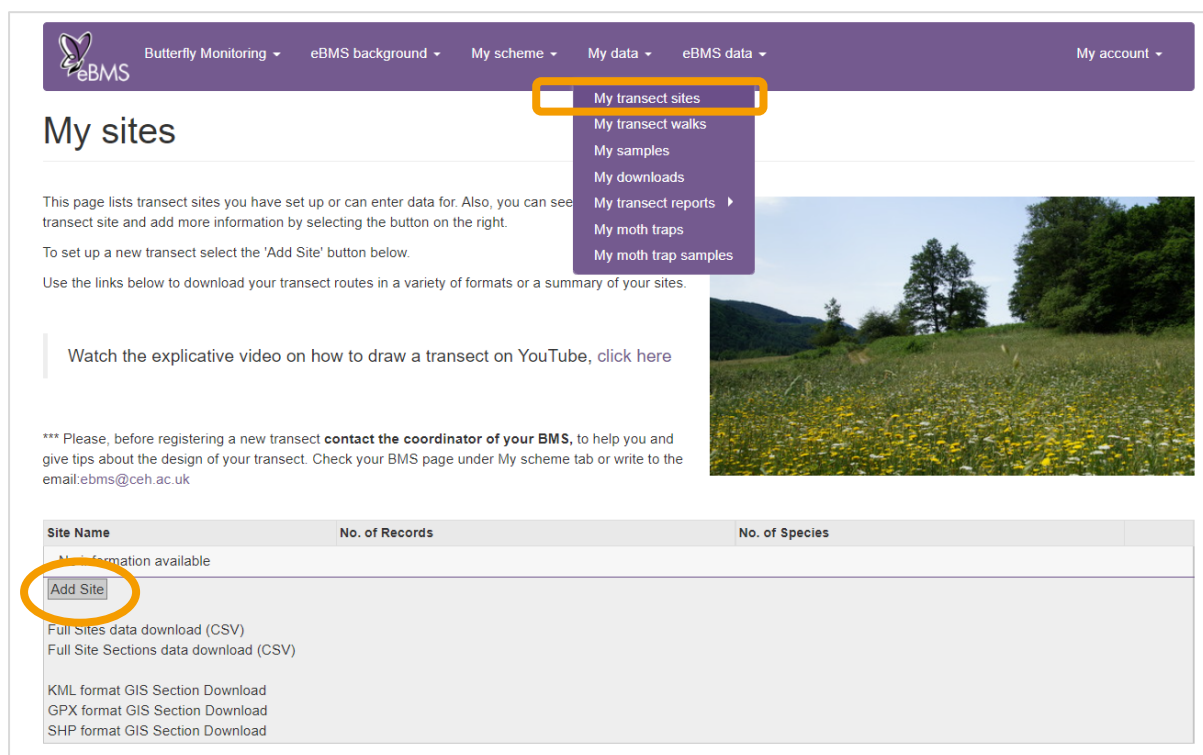 eBMS
Butterfly Monitoring
eBMS background
My scheme
My data
eBMS data
My account
My transect sites
My transect walks
My samples
My downloads
My transect reports
My moth traps
My moth trap samples
My sites
This page lists transect sites you have set up or can enter data for. Also, you can see
transect site and add more information by selecting the button on the right.
To set up a new transect select the 'Add Site' button below.
Use the links below to download your transect routes in a variety of formats or a summary of your sites.
Watch the explicative video on how to draw a transect on YouTube, click here
*** Please, before registering a new transect contact the coordinator of your BMS, to help you and
give tips about the design of your transect. Check your BMS page under My scheme tab or write to the
email:ebms@ceh.ac.uk
Site Name No. of Records No. of Species
No information available
Add Site
Full Sites data download (CSV)
Full Site Sections data download (CSV)
KML format GIS Section Download
GPX format GIS Section Download
SHP format GIS Section Download